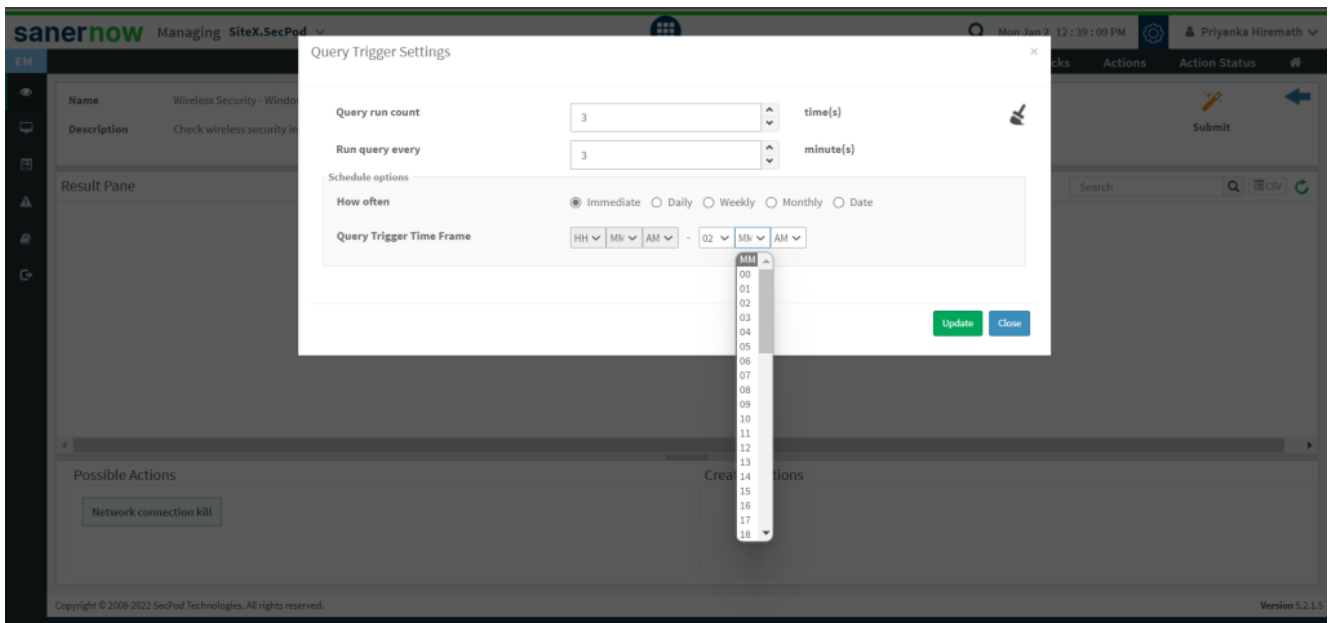 sanernow Managing SiteX.SecPod
Mon Jan 2 12:39:09 PM Priyanka Hiremath
EM
cks Actions Action Status
Name Wireless Security - Window
Description Check wireless security in
Submit
Query Trigger Settings ×
Query run count 3 time(s)
Run query every 3 minute(s)
Schedule options
How often Immediate Daily Weekly Monthly Date
Query Trigger Time Frame HH MM AM - 02 MM AM
MM
00
01
02
03
04
05
06
07
08
09
10
11
12
13
14
15
16
17
18
Update Close
Result Pane Search CSV
Possible Actions
Network connection kill
Crea tions
Copyright © 2008-2022 SecPod Technologies. All rights reserved. Version 5.2.1.5